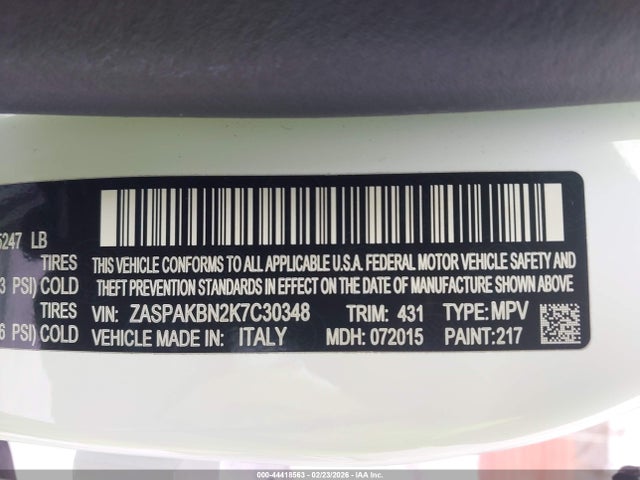 5247 LB
TIRES
3 PSI) COLD
TIRES
6 PSI) COLD
THIS VEHICLE CONFORMS TO ALL APPLICABLE U.S.A. FEDERAL MOTOR VEHICLE SAFETY AND
THEFT PREVENTION STANDARDS IN EFFECT ON THE DATE OF MANUFACTURE SHOWN ABOVE
VIN: ZASPAKBN2K7C30348 TRIM: 431 TYPE: MPV
VEHICLE MADE IN: ITALY MDH: 072015 PAINT:217
000-44418563 - 02/23/2026 - IAA Inc.